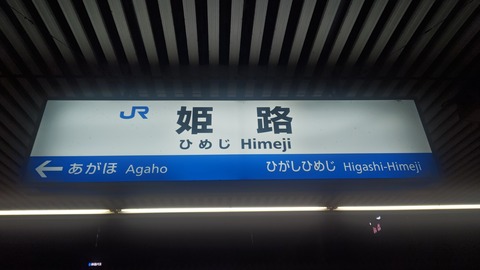 JR 姫路
ひめじ Himeji
← あがほ Agaho ひがしひめじ Higashi-Himeji